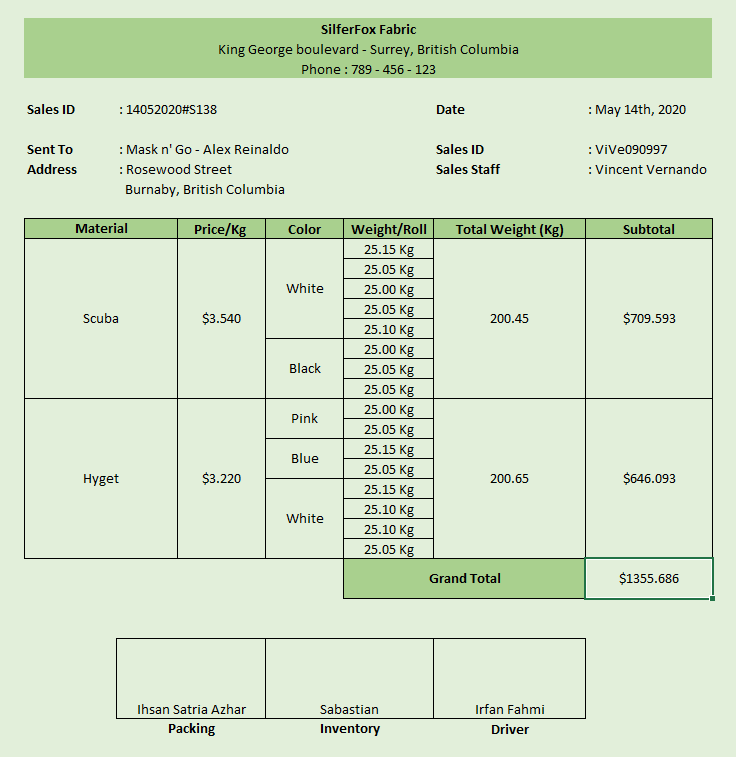 SilferFox Fabric
King George boulevard - Surrey, British Columbia
Phone : 789 - 456 - 123
Sales ID : 14052020#S138 Date : May 14th, 2020
Sent To : Mask n' Go - Alex Reinaldo Sales ID : ViVe090997
Address : Rosewood Street Sales Staff : Vincent Vernando
Burnaby, British Columbia
Material Price/Kg Color Weight/Roll Total Weight (Kg) Subtotal
Scuba $3.540 White 25.15 Kg 200.45 $709.593
25.05 Kg
25.00 Kg
25.05 Kg
25.10 Kg
Black 25.00 Kg
25.05 Kg
25.05 Kg
Hyget $3.220 Pink 25.00 Kg 200.65 $646.093
25.05 Kg
Blue 25.15 Kg
25.05 Kg
White 25.15 Kg
25.10 Kg
25.10 Kg
25.05 Kg
Grand Total $1355.686
Ihsan Satria Azhar Sabastian Irfan Fahmi
Packing Inventory Driver